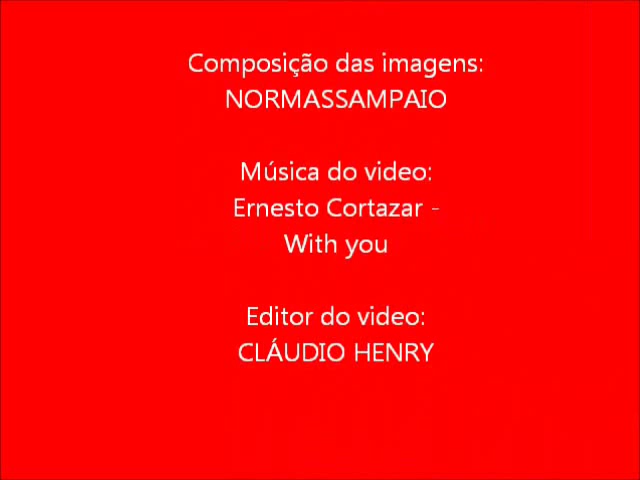 Composição das imagens:
NORMASSAMPAIO
Música do video:
Ernesto Cortazar -
With you
Editor do video:
CLÁUDIO HENRY